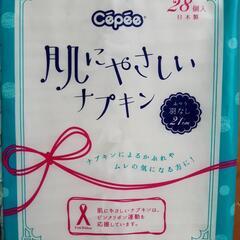 Cepee
28個入
日本製
肌にやさしい
ナプキン
ふつう
羽なし
21cm
ナプキンによるかぶれや
ムレの気になる方に!
肌にやさしいナプキンは、
ピンクリボン運動を
応援しています。